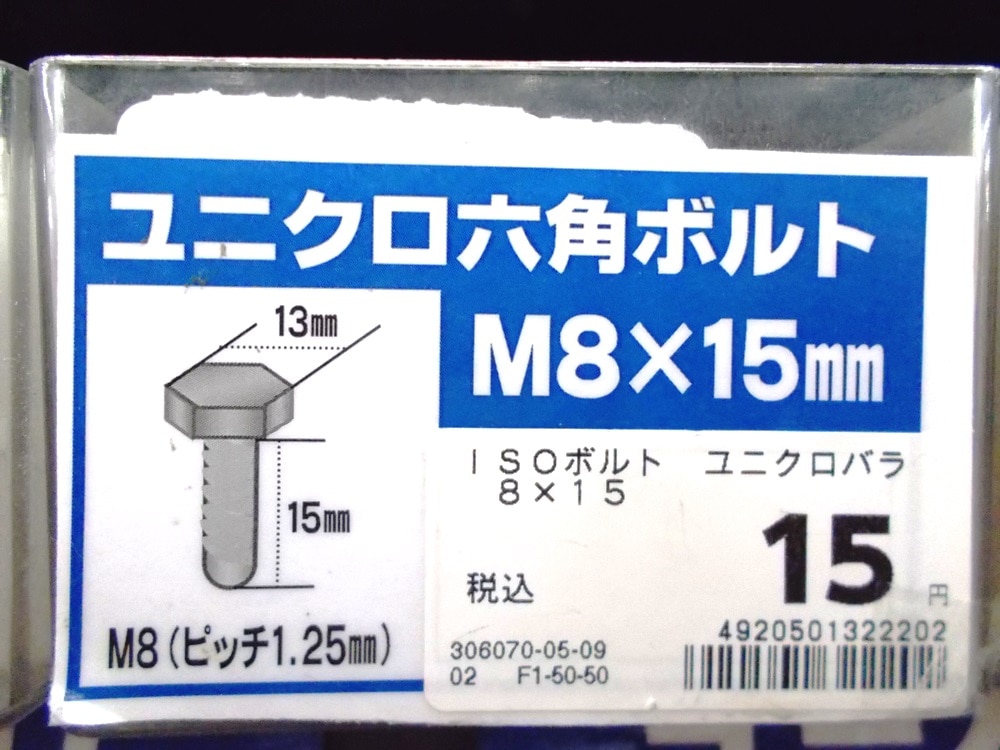 ユニクロ六角ボルト
M8×15mm
13mm
15mm
M8(ピッチ1.25mm)
ISOボルト ユニクロバラ
8×15
税込 15円
4920501322202
306070-05-09
02 F1-50-50